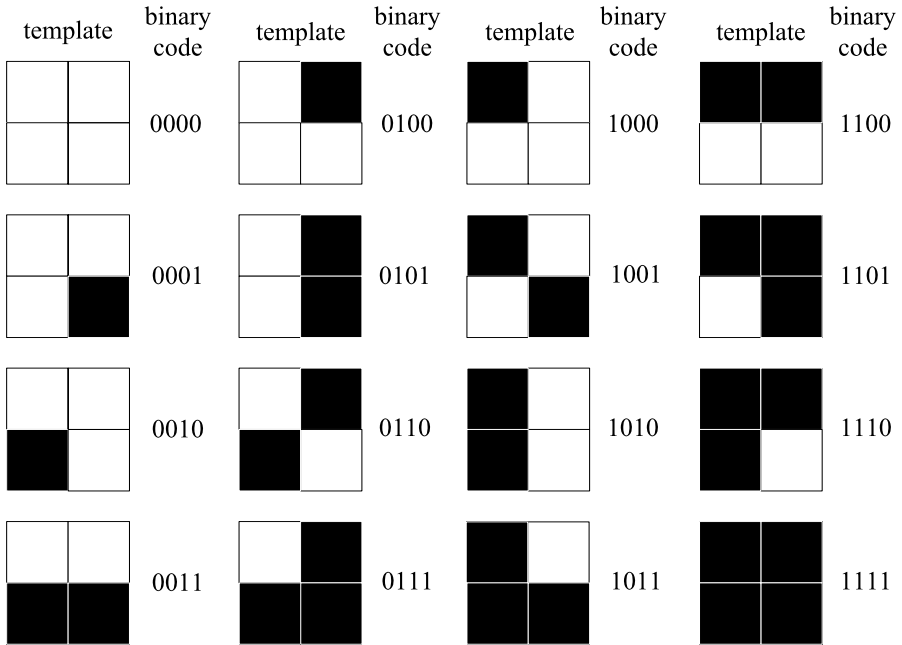 template binary code template binary code template binary code template binary code
0000 0100 1000 1100
0001 0101 1001 1101
0010 0110 1010 1110
0011 0111 1011 1111